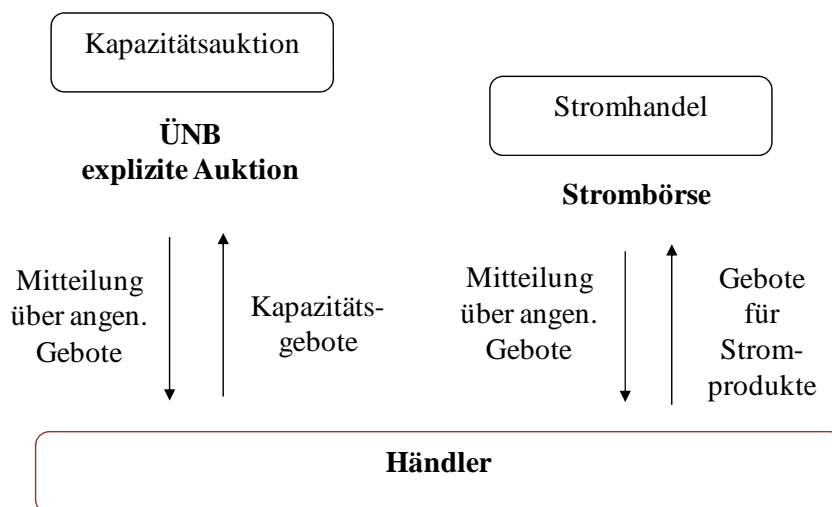 Kapazitätsauktion
ÜNB
explizite Auktion
Stromhandel
Strombörse
Mitteilung
über angen.
Gebote
Kapazitäts-
gebote
Mitteilung
über angen.
Gebote
Gebote
für
Strom-
produkte
Händler